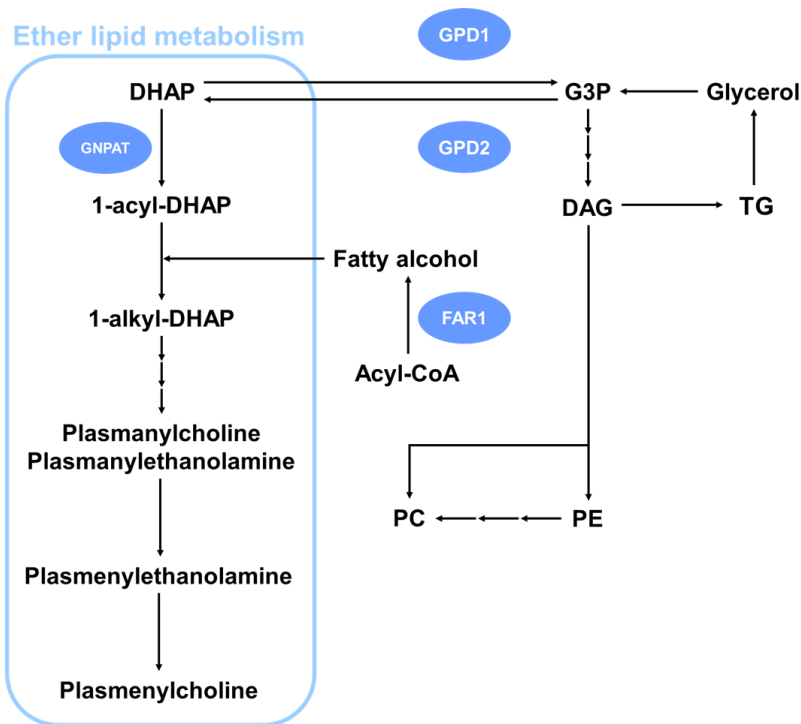 GPD1
Ether lipid metabolism
DHAP
G3P
Glycerol
GNPAT
GPD2
1-acyl-DHAP
DAG
TG
Fatty alcohol
1-alkyl-DHAP
FAR1
Acyl-CoA
Plasmanylcholine
Plasmanylethanolamine
PC
PE
Plasmenylethanolamine
Plasmenylcholine